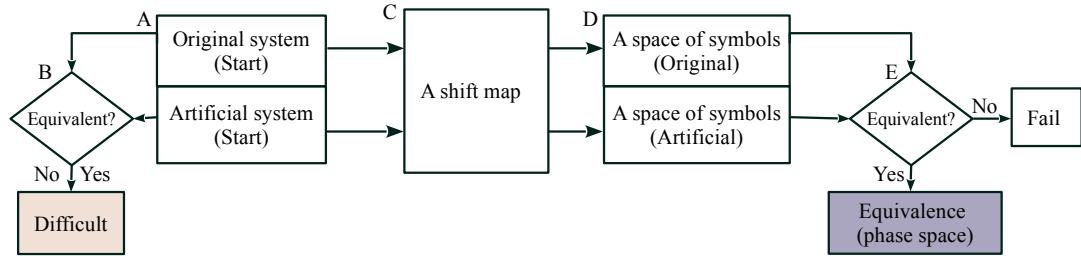 A
Original system
(Start)
Artificial system
(Start)
B
Equivalent?
No Yes
Difficult
C
A shift map
D
A space of symbols
(Original)
A space of symbols
(Artificial)
E
Equivalent?
No
Fail
Yes
Equivalence
(phase space)